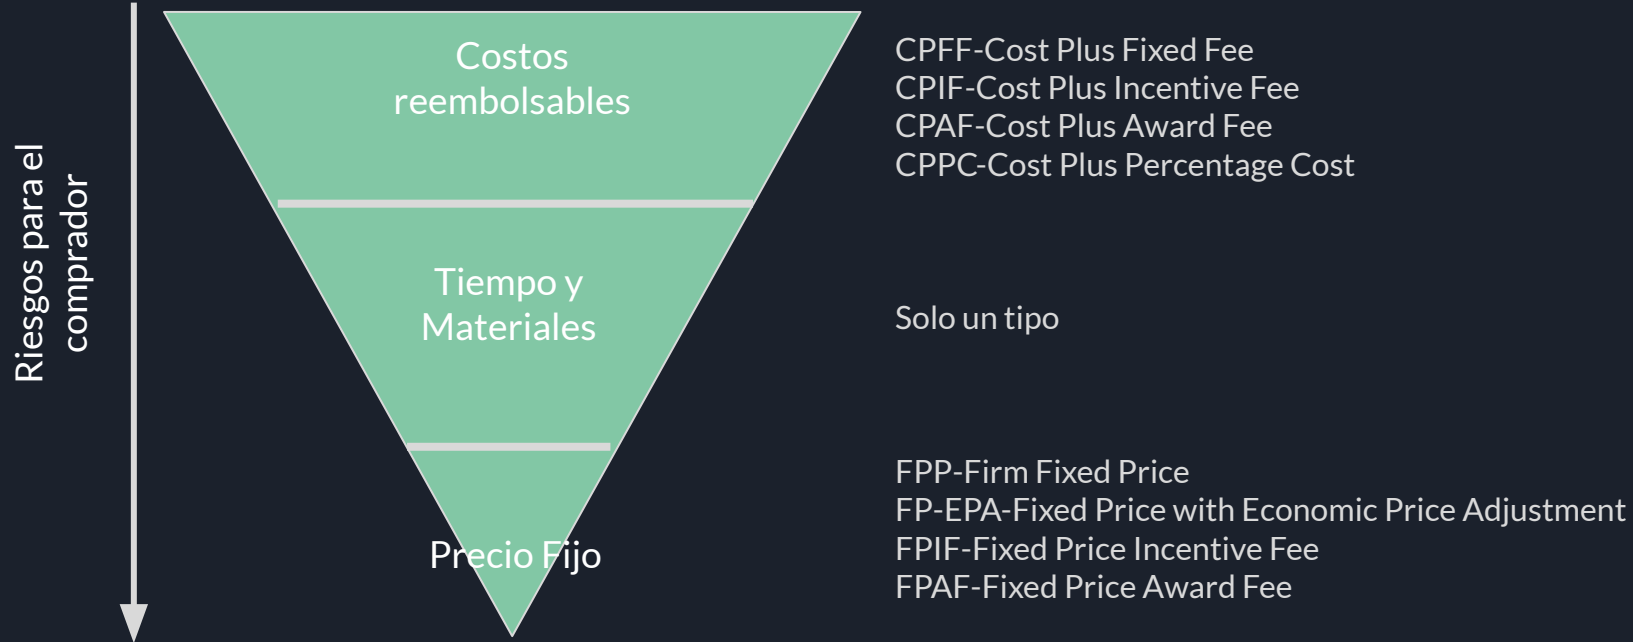 Riesgos para el
comprador
Costos
reembolsables
CPFF-Cost Plus Fixed Fee
CPIF-Cost Plus Incentive Fee
CPAF-Cost Plus Award Fee
CPPC-Cost Plus Percentage Cost
Tiempo y
Materiales
Solo un tipo
Precio Fijo
FPP-Firm Fixed Price
FP-EPA-Fixed Price with Economic Price Adjustment
FPIF-Fixed Price Incentive Fee
FPAF-Fixed Price Award Fee